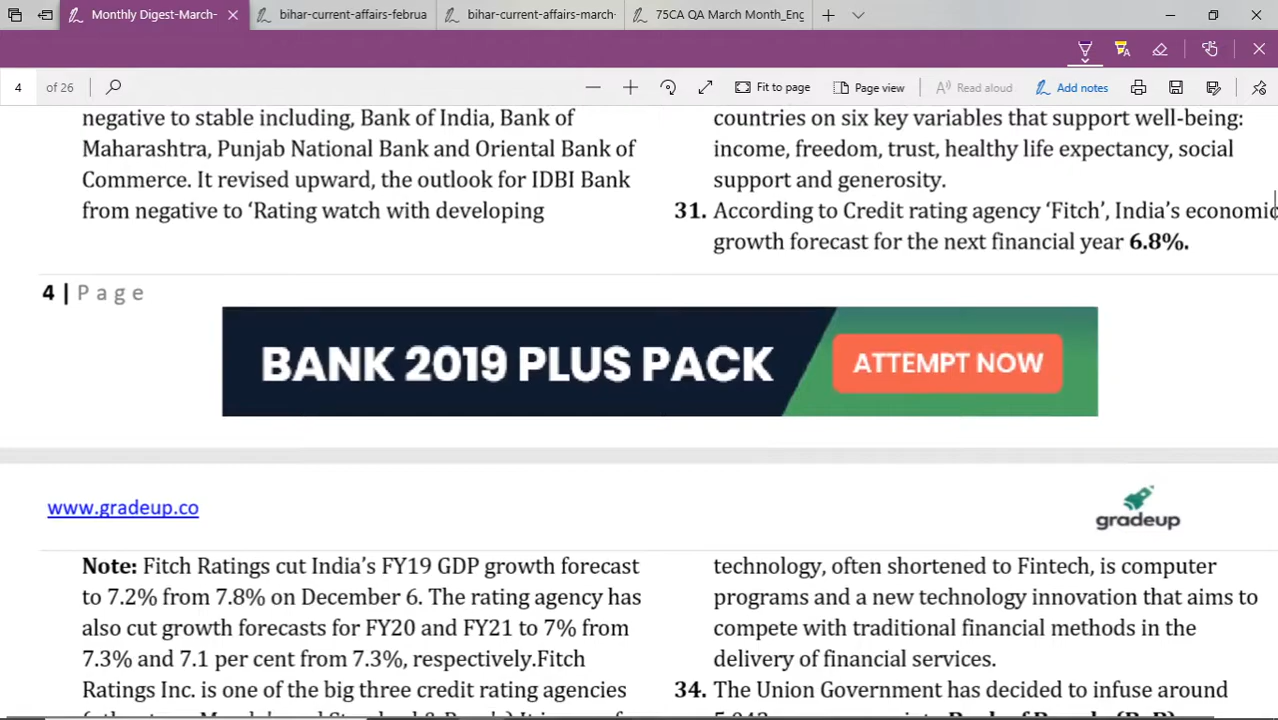 Monthly Digest-March-
bihar-current-affairs-februa
bihar-current-affairs-march-
75CA QA March Month_Eng
4 of 26
Fit to page
Page view
Read aloud
Add notes
negative to stable including, Bank of India, Bank of
Maharashtra, Punjab National Bank and Oriental Bank of
Commerce. It revised upward, the outlook for IDBI Bank
from negative to ‘Rating watch with developing
countries on six key variables that support well-being:
income, freedom, trust, healthy life expectancy, social
support and generosity.
31. According to Credit rating agency ‘Fitch’, India’s economic
growth forecast for the next financial year 6.8%.
4 | Page
BANK 2019 PLUS PACK
ATTEMPT NOW
www.gradeup.co
gradeup
Note: Fitch Ratings cut India’s FY19 GDP growth forecast
to 7.2% from 7.8% on December 6. The rating agency has
also cut growth forecasts for FY20 and FY21 to 7% from
7.3% and 7.1 per cent from 7.3%, respectively.Fitch
Ratings Inc. is one of the big three credit rating agencies
technology, often shortened to Fintech, is computer
programs and a new technology innovation that aims to
compete with traditional financial methods in the
delivery of financial services.
34. The Union Government has decided to infuse around